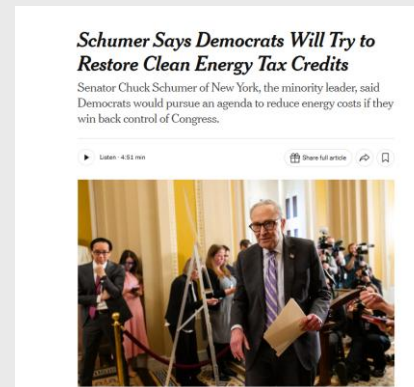 Schumer Says Democrats Will Try to
Restore Clean Energy Tax Credits
Senator Chuck Schumer of New York, the minority leader, said
Democrats would pursue an agenda to reduce energy costs if they
win back control of Congress.
Listen · 4:51 min
Share full article